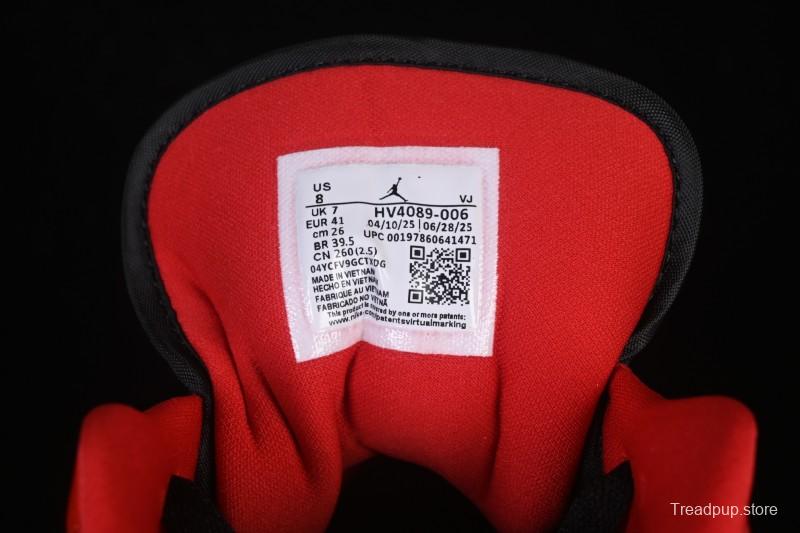 US
8
VJ
UK 7
HV4089-006
EUR 41
04/10/25 | 06/28/25
cm 26
UPC 00197860641471
BR 39.5
CN 260(2.5)
04YCFV9GCTXDG
MADE IN VIETNAM
HECHO EN VIETNAM
FABRIQUE AU VIETNAM
FABRICADO NO VIETNÃ
This product is covered by one or more patents:
www.nike.com/patentsvirtualmarking
Treadpup.store